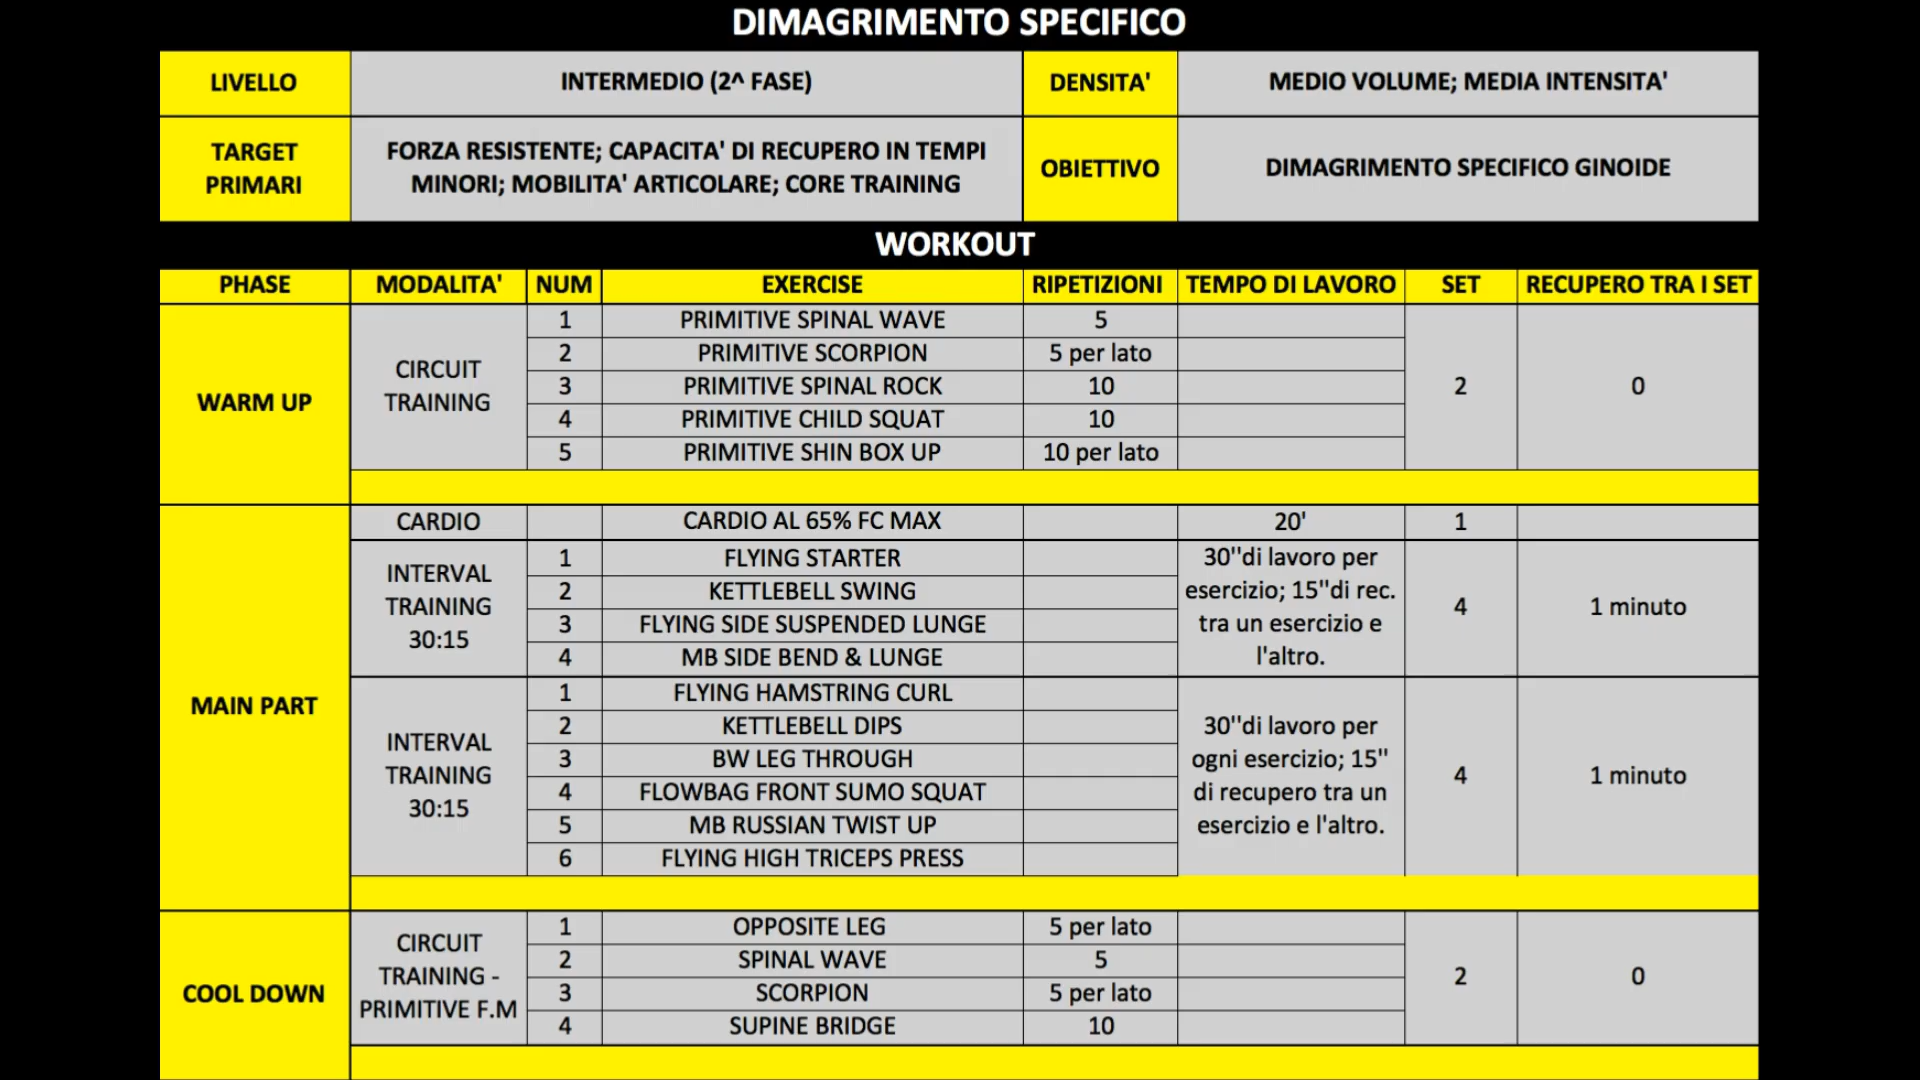 DIMAGRIMENTO SPECIFICO
LIVELLO
INTERMEDIO (2^ FASE)
DENSITA'
MEDIO VOLUME; MEDIA INTENSITA'
TARGET
PRIMARI
FORZA RESISTENTE; CAPACITA' DI RECUPERO IN TEMPI
MINORI; MOBILITA' ARTICOLARE; CORE TRAINING
OBIETTIVO
DIMAGRIMENTO SPECIFICO GINOIDE
WORKOUT
PHASE MODALITA' NUM EXERCISE RIPETIZIONI TEMPO DI LAVORO SET RECUPERO TRA I SET
WARM UP
CIRCUIT
TRAINING
1 PRIMITIVE SPINAL WAVE 5
2 PRIMITIVE SCORPION 5 per lato
3 PRIMITIVE SPINAL ROCK 10
4 PRIMITIVE CHILD SQUAT 10
5 PRIMITIVE SHIN BOX UP 10 per lato
2
0
MAIN PART
CARDIO CARDIO AL 65% FC MAX 20' 1
INTERVAL
TRAINING
30:15
1 FLYING STARTER
2 KETTLEBELL SWING
3 FLYING SIDE SUSPENDED LUNGE
4 MB SIDE BEND & LUNGE
30''di lavoro per
esercizio; 15''di rec.
tra un esercizio e
l'altro.
4
1 minuto
INTERVAL
TRAINING
30:15
1 FLYING HAMSTRING CURL
2 KETTLEBELL DIPS
3 BW LEG THROUGH
4 FLOWBAG FRONT SUMO SQUAT
5 MB RUSSIAN TWIST UP
6 FLYING HIGH TRICEPS PRESS
30''di lavoro per
ogni esercizio; 15''
di recupero tra un
esercizio e l'altro.
4
1 minuto
COOL DOWN
CIRCUIT
TRAINING -
PRIMITIVE F.M
1 OPPOSITE LEG 5 per lato
2 SPINAL WAVE 5
3 SCORPION 5 per lato
4 SUPINE BRIDGE 10
2
0